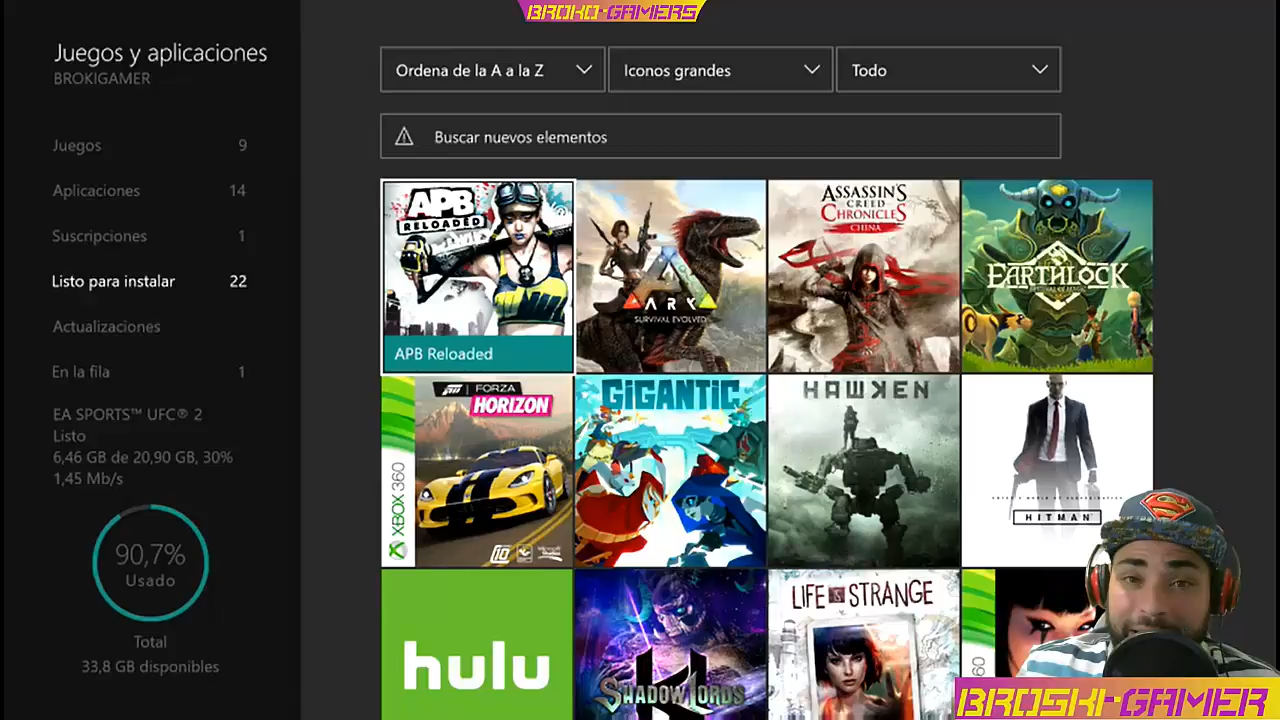 BROKO-GAMERS
Juegos y aplicaciones
BROKIGAMER
Juegos 9
Aplicaciones 14
Suscripciones 1
Listo para instalar 22
Actualizaciones
En la fila 1
EA SPORTS™ UFC® 2
Listo
6,46 GB de 20,90 GB, 30%
1,45 Mb/s
90,7%
Usado
Total
33,8 GB disponibles
Ordena de la A a la Z
Iconos grandes
Todo
Buscar nuevos elementos
APB
RELOADED
APB Reloaded
ARK
SURVIVAL EVOLVED
ASSASSIN'S
CREED
CHRONICLES
CHINA
EARTHLOCK
XBOX 360
FORZA
HORIZON
10
Microsoft
Studios
GIGANTIC
HAWKEN
HITMAN
hulu
SHADOW LORDS
LIFE IS STRANGE
BROSKI-GAMER